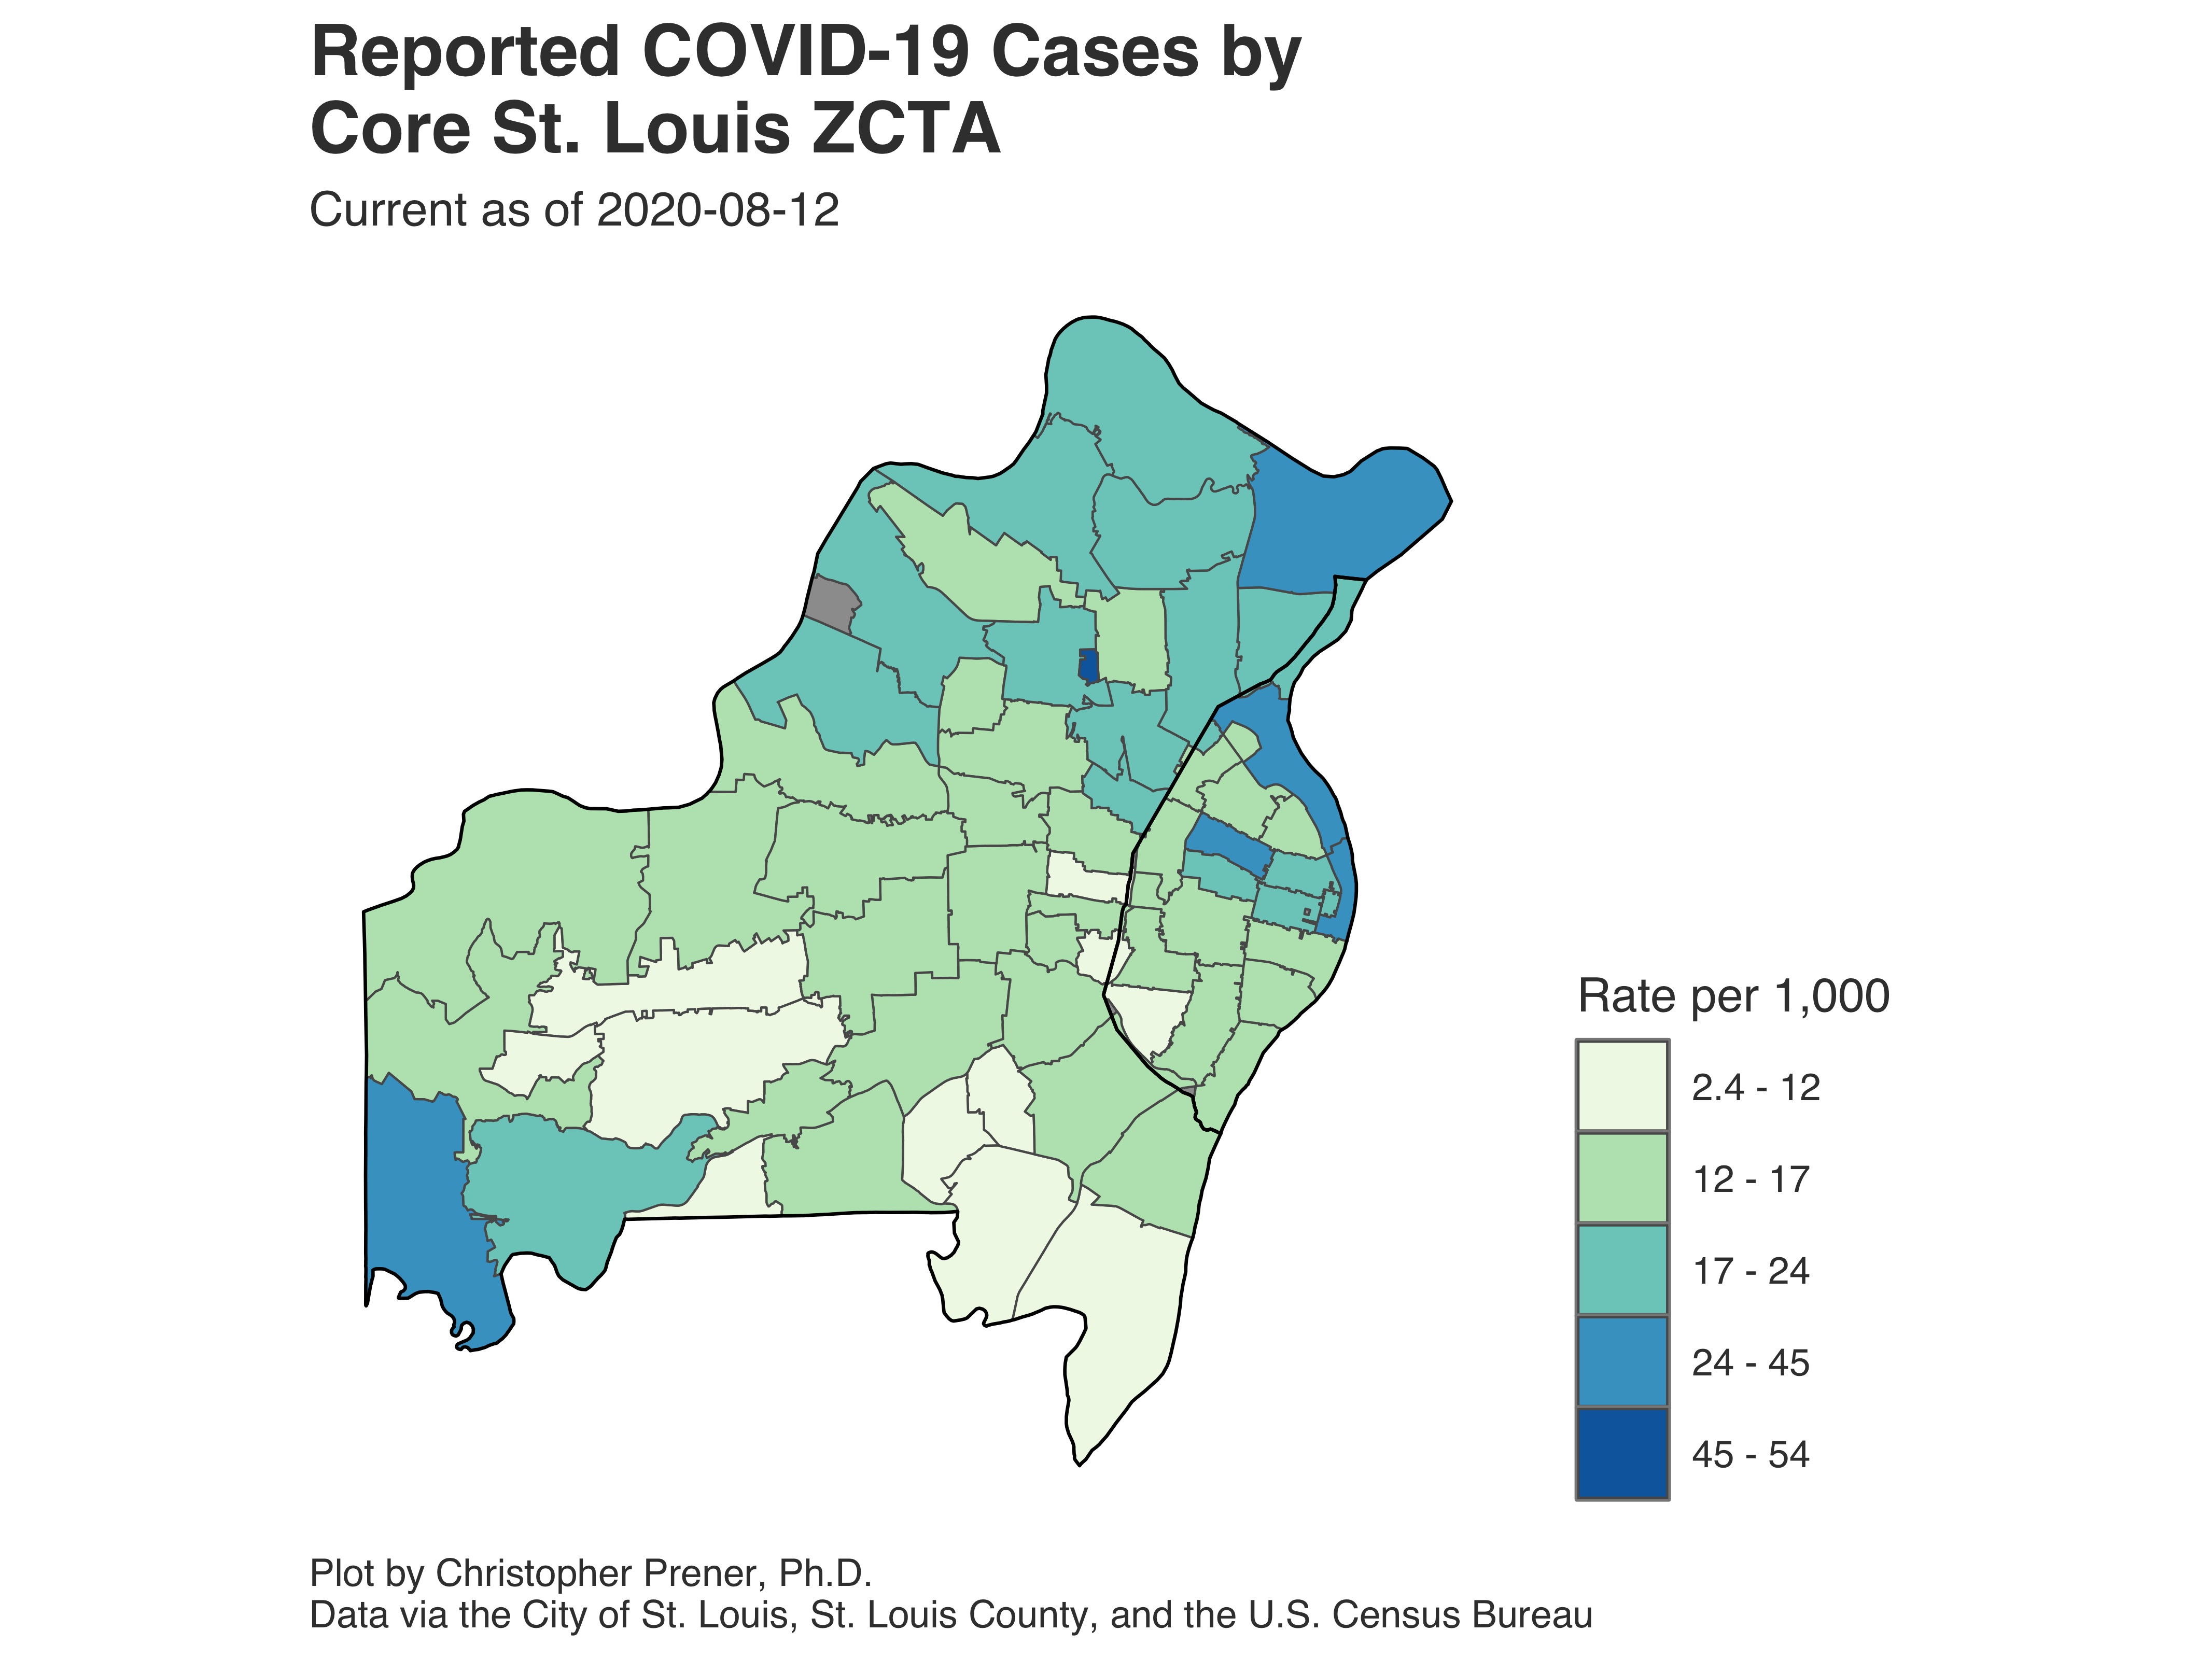 Reported COVID-19 Cases by
Core St. Louis ZCTA
Current as of 2020-08-12
Rate per 1,000
2.4 - 12
12 - 17
17 - 24
24 - 45
45 - 54
Plot by Christopher Prener, Ph.D.
Data via the City of St. Louis, St. Louis County, and the U.S. Census Bureau